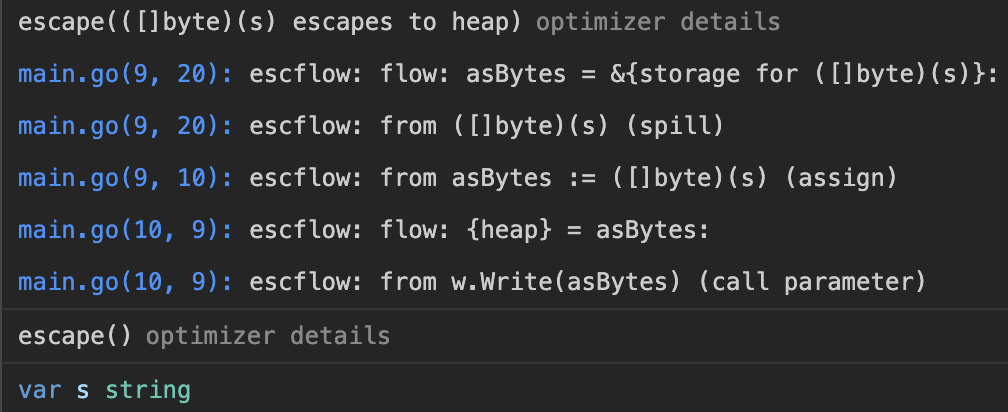 escape(([]byte)(s) escapes to heap) optimizer details
main.go(9, 20): escflow: flow: asBytes = &{storage for ([]byte)(s)}:
main.go(9, 20): escflow: from ([]byte)(s) (spill)
main.go(9, 10): escflow: from asBytes := ([]byte)(s) (assign)
main.go(10, 9): escflow: flow: {heap} = asBytes:
main.go(10, 9): escflow: from w.Write(asBytes) (call parameter)
escape() optimizer details
var s string